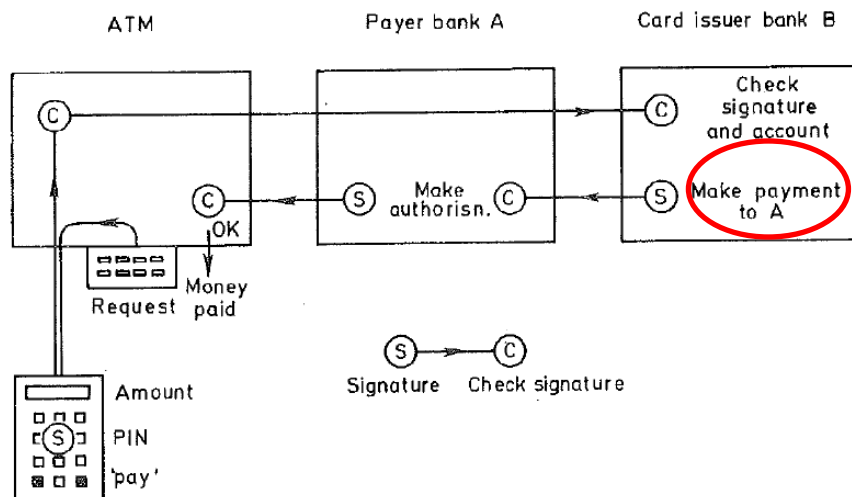 ATM
Payer bank A
Card issuer bank B
C
C
Check
signature
and account
C
OK
S
Make
authorisn.
C
S
Make payment
to A
Request
Money
paid
S
C
Signature
Check signature
Amount
S
PIN
'pay'